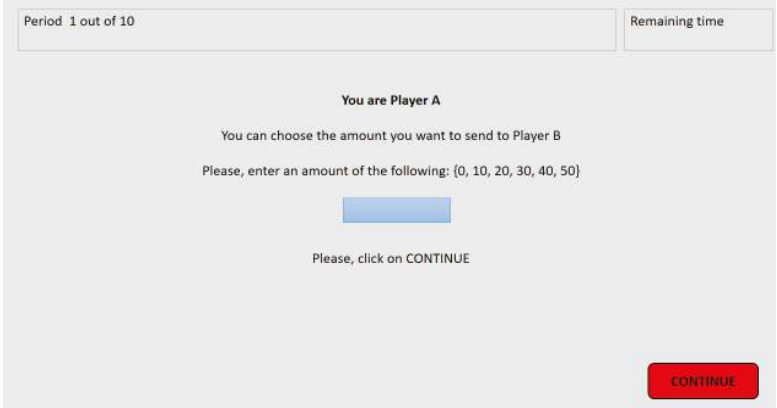 Period 1 out of 10
Remaining time
You are Player A
You can choose the amount you want to send to Player B
Please, enter an amount of the following: {0, 10, 20, 30, 40, 50}
Please, click on CONTINUE
CONTINUE